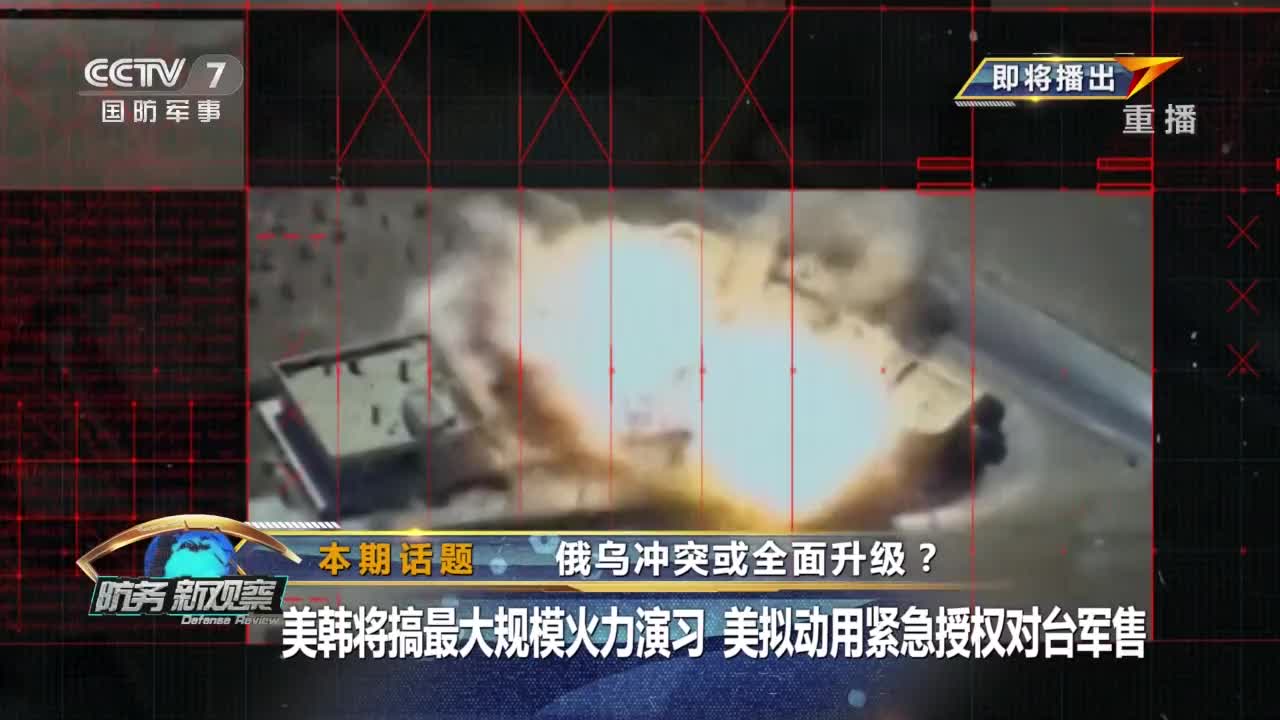 CCTV 7
国防军事
即将播出
重播
本期话题 俄乌冲突或全面升级？
防务新观察
Defense Review
美韩将搞最大规模火力演习 美拟动用紧急授权对台军售